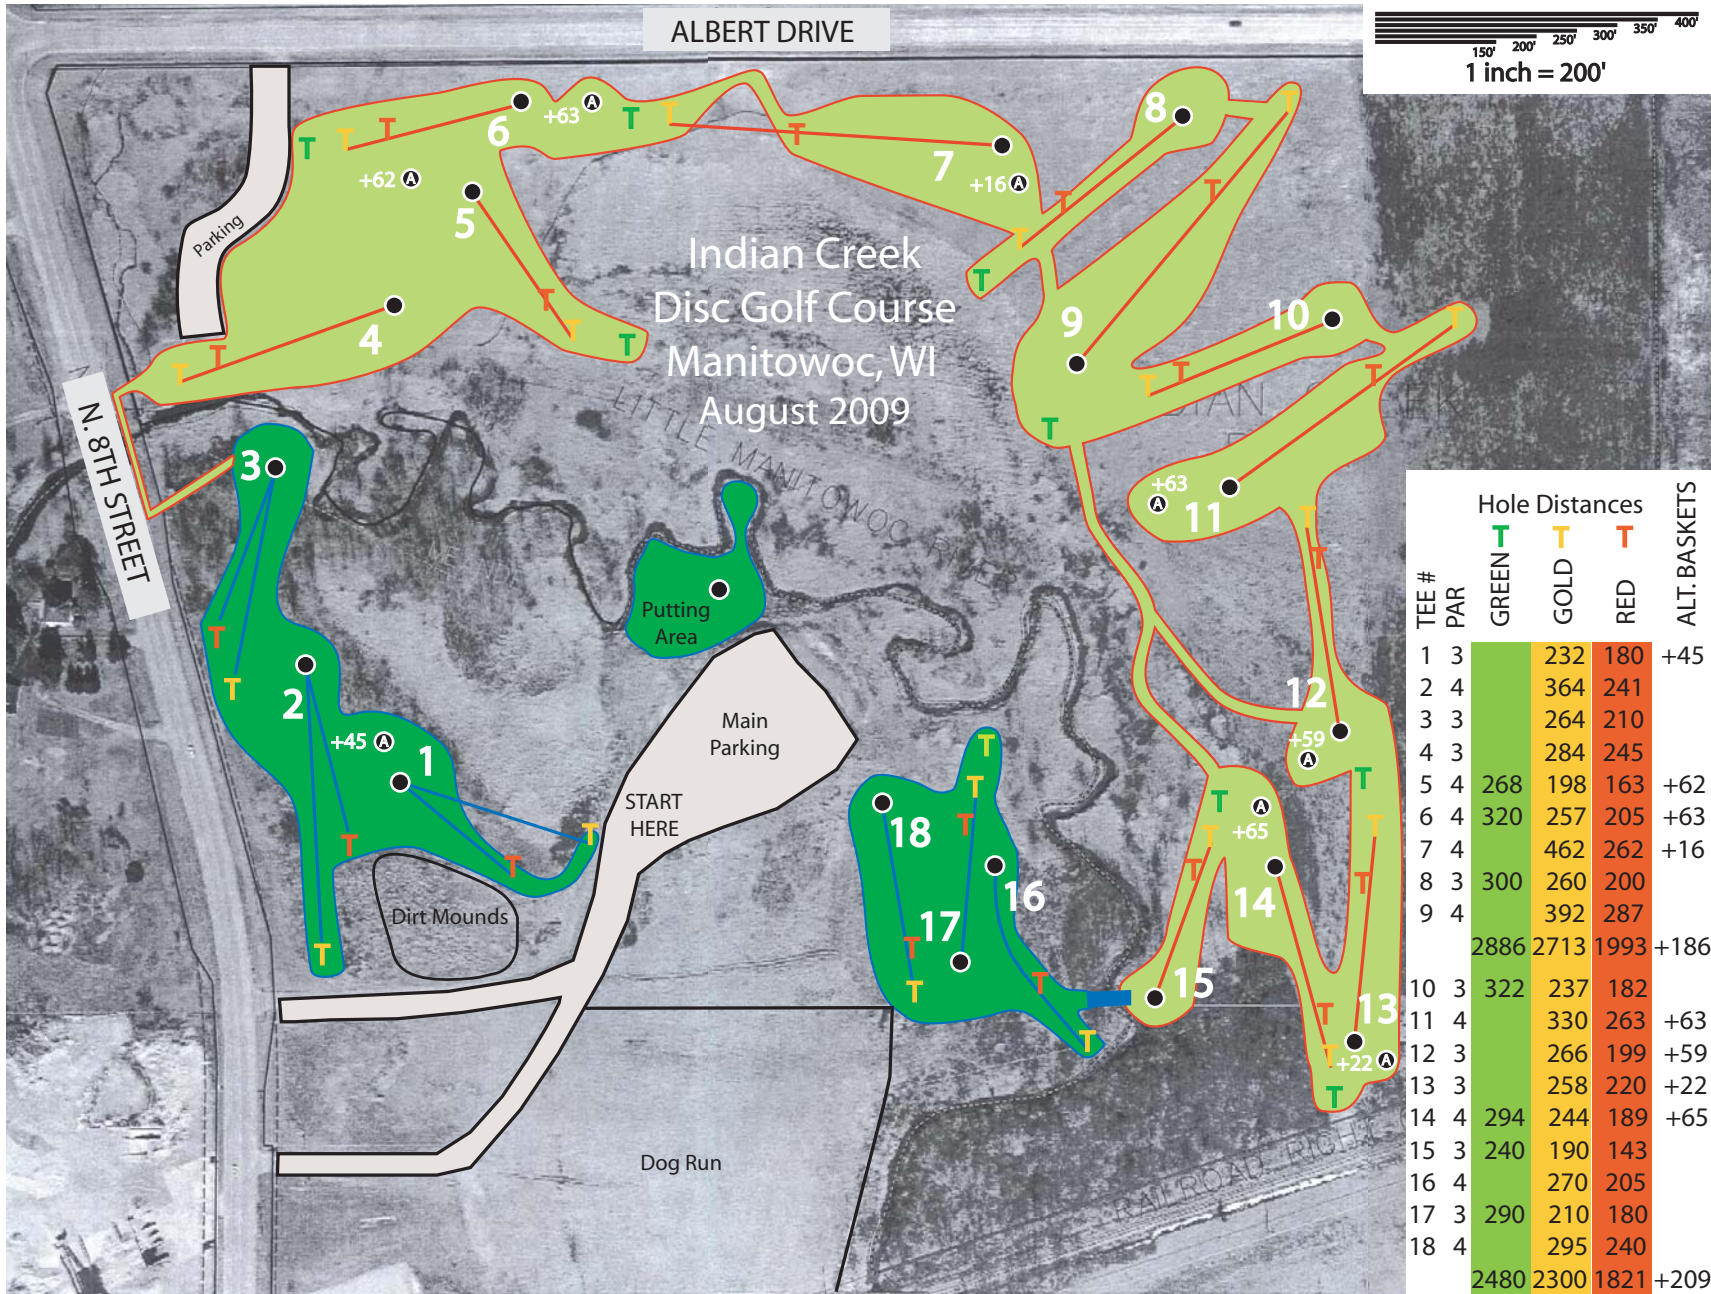 ALBERT DRIVE
400'
350'
300'
250'
200'
150'
1 inch = 200'
Parking
N. 8TH STREET
Indian Creek
Disc Golf Course
Manitowoc, WI
August 2009
LITTLE MANITOWOC RIVER
T
6
+63 A
T
T
T
T
T
+62 A
5
T
T
T
4
T
T
T
7
+16 A
8
T
T
T
T
T
9
T
10
T
T
T
T
11
+63
A
T
T
12
+59
A
T
T
T
13
+22 A
T
T
T
14
A
+65
T
T
T
15
3
T
T
2
+45 A
1
T
T
T
T
Putting
Area
Main
Parking
START
HERE
Dirt Mounds
Dog Run
18
T
T
17
T
T
T
16
T
T
RAILROAD RIGHT
Hole Distances
T T T
TEE # PAR GREEN GOLD RED ALT. BASKETS
1 3 232 180 +45
2 4 364 241
3 3 264 210
4 3 284 245
5 4 268 198 163 +62
6 4 320 257 205 +63
7 4 462 262 +16
8 3 300 260 200
9 4 392 287
2886 2713 1993 +186
10 3 322 237 182
11 4 330 263 +63
12 3 266 199 +59
13 3 258 220 +22
14 4 294 244 189 +65
15 3 240 190 143
16 4 270 205
17 3 290 210 180
18 4 295 240
2480 2300 1821 +209